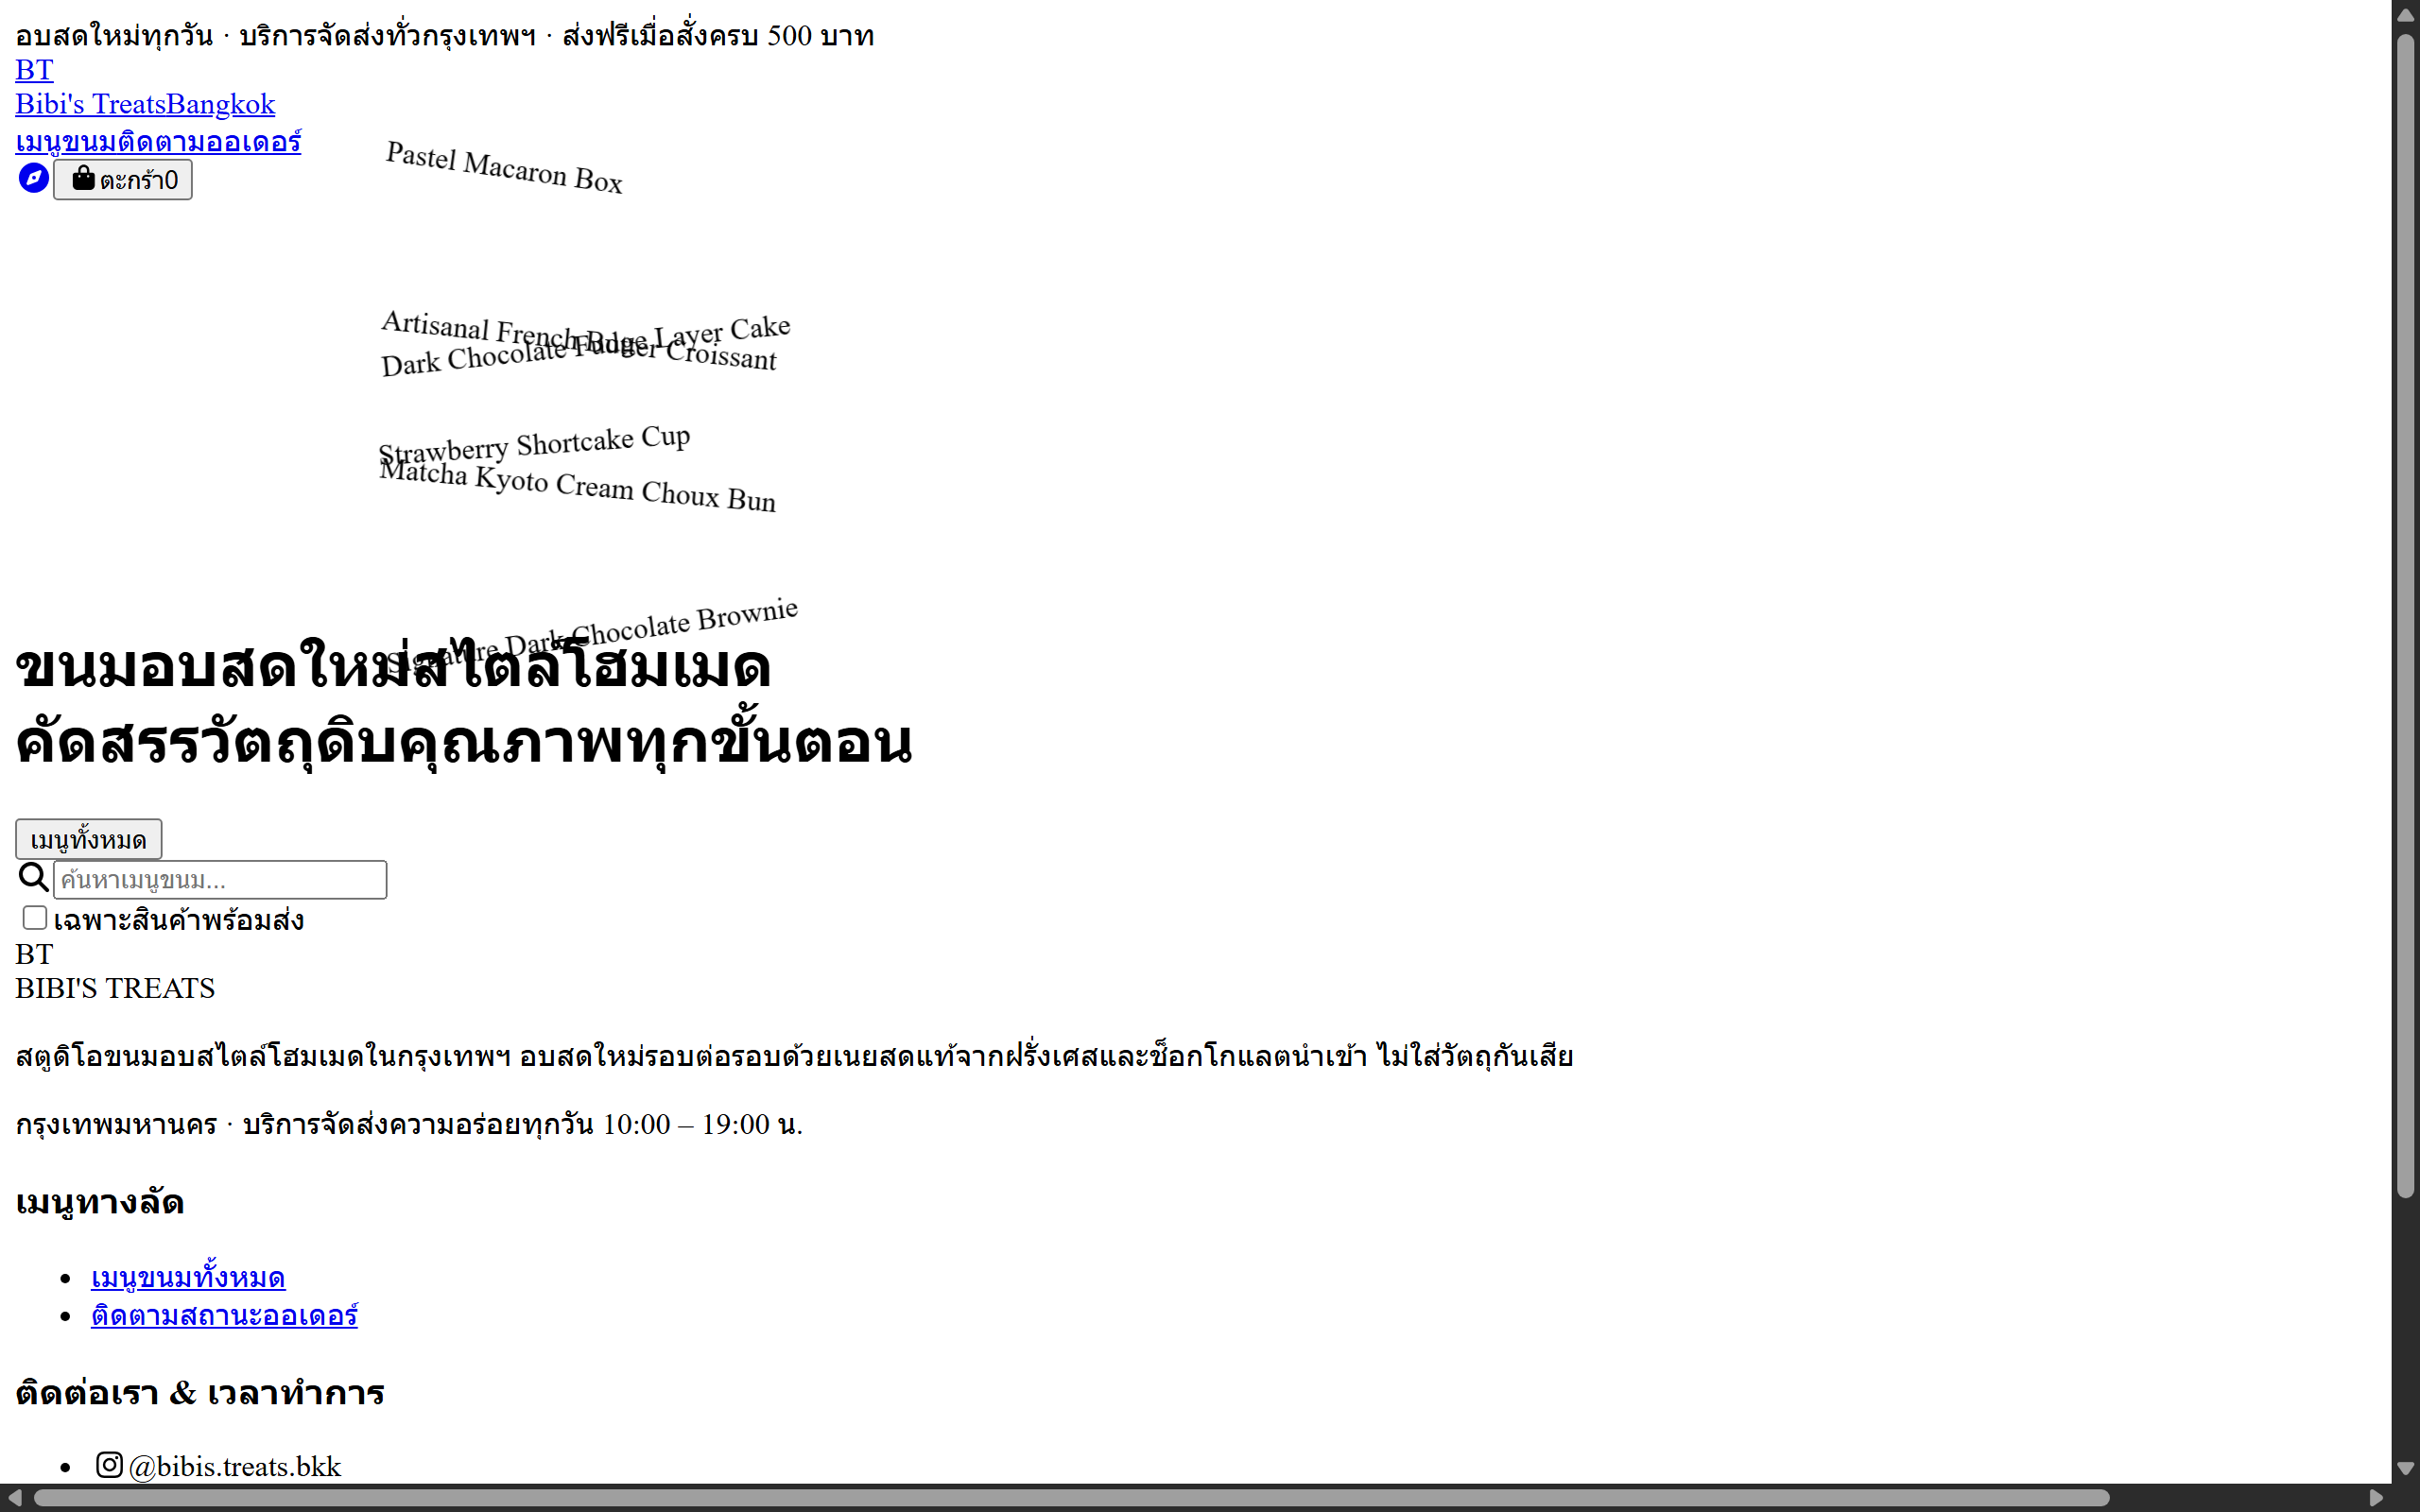 อบสดใหม่ทุกวัน · บริการจัดส่งทั่วกรุงเทพฯ · ส่งฟรีเมื่อสั่งครบ 500 บาท
BT
Bibi's TreatsBangkok
เมนูขนมติดตามออเดอร์
ตะกร้า0
Pastel Macaron Box
Artisanal French Butter Croissant
Dark Chocolate Fudge Layer Cake
Strawberry Shortcake Cup
Matcha Kyoto Cream Choux Bun
Signature Dark Chocolate Brownie
ขนมอบสดใหม่สไตล์โฮมเมด
คัดสรรวัตถุดิบคุณภาพทุกขั้นตอน
เมนูทั้งหมด
ค้นหาเมนูขนม...
เฉพาะสินค้าพร้อมส่ง
BT
BIBI'S TREATS
สตูดิโอขนมอบสไตล์โฮมเมดในกรุงเทพฯ อบสดใหม่รอบต่อรอบด้วยเนยสดแท้จากฝรั่งเศสและช็อกโกแลตนำเข้า ไม่ใส่วัตถุกันเสีย
กรุงเทพมหานคร · บริการจัดส่งความอร่อยทุกวัน 10:00 – 19:00 น.
เมนูทางลัด
เมนูขนมทั้งหมด
ติดตามสถานะออเดอร์
ติดต่อเรา & เวลาทำการ
@bibis.treats.bkk